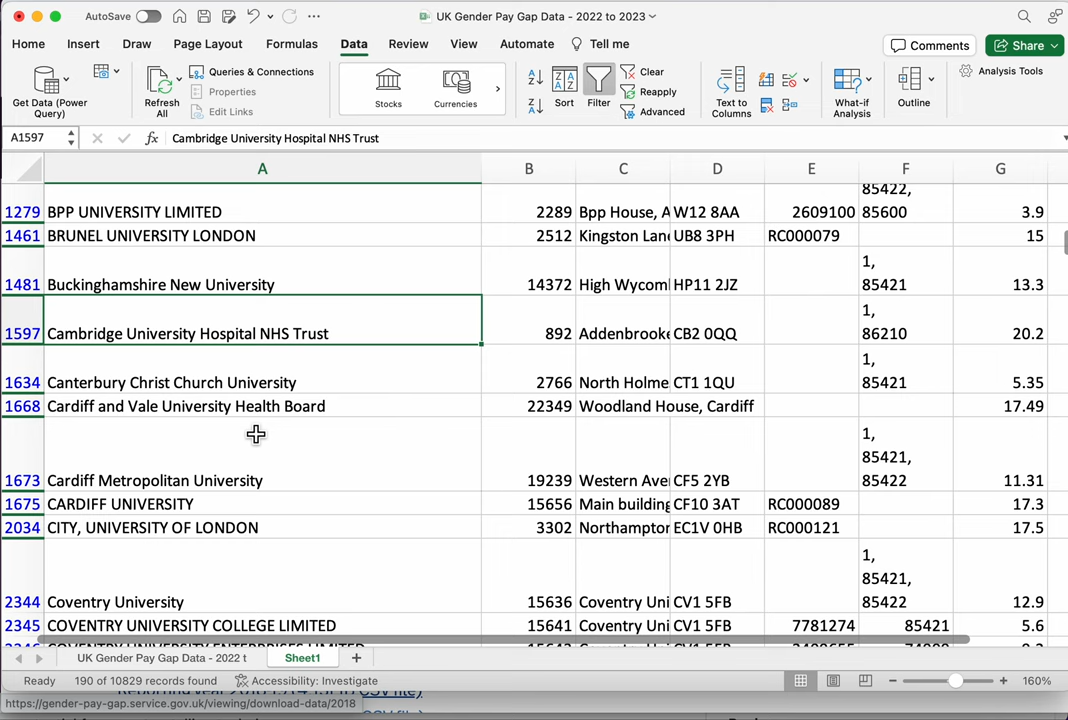 AutoSave
UK Gender Pay Gap Data - 2022 to 2023
Home Insert Draw Page Layout Formulas Data Review View Automate Tell me
Comments Share
Get Data (Power Query)
Refresh All
Queries & Connections
Properties
Edit Links
Stocks Currencies
Sort Filter
Clear
Reapply
Advanced
Text to Columns
What-if Analysis
Outline
Analysis Tools
A1597 fx Cambridge University Hospital NHS Trust
A B C D E F G
85422,
1279 BPP UNIVERSITY LIMITED 2289 Bpp House, A W12 8AA 2609100 85600 3.9
1461 BRUNEL UNIVERSITY LONDON 2512 Kingston Lane UB8 3PH RC000079 15
1,
1481 Buckinghamshire New University 14372 High Wycom HP11 2JZ 85421 13.3
1,
1597 Cambridge University Hospital NHS Trust 892 Addenbrooke CB2 0QQ 86210 20.2
1,
1634 Canterbury Christ Church University 2766 North Holme CT1 1QU 85421 5.35
1668 Cardiff and Vale University Health Board 22349 Woodland House, Cardiff 17.49
1,
85421,
1673 Cardiff Metropolitan University 19239 Western Ave CF5 2YB 85422 11.31
1675 CARDIFF UNIVERSITY 15656 Main building CF10 3AT RC000089 17.3
2034 CITY, UNIVERSITY OF LONDON 3302 Northampton EC1V 0HB RC000121 17.5
1,
85421,
2344 Coventry University 15636 Coventry Uni CV1 5FB 85422 12.9
2345 COVENTRY UNIVERSITY COLLEGE LIMITED 15641 Coventry Uni CV1 5FB 7781274 85421 5.6
UK Gender Pay Gap Data - 2022 t Sheet1
Ready 190 of 10829 records found Accessibility: Investigate 160%
https://gender-pay-gap.service.gov.uk/viewing/download-data/2018